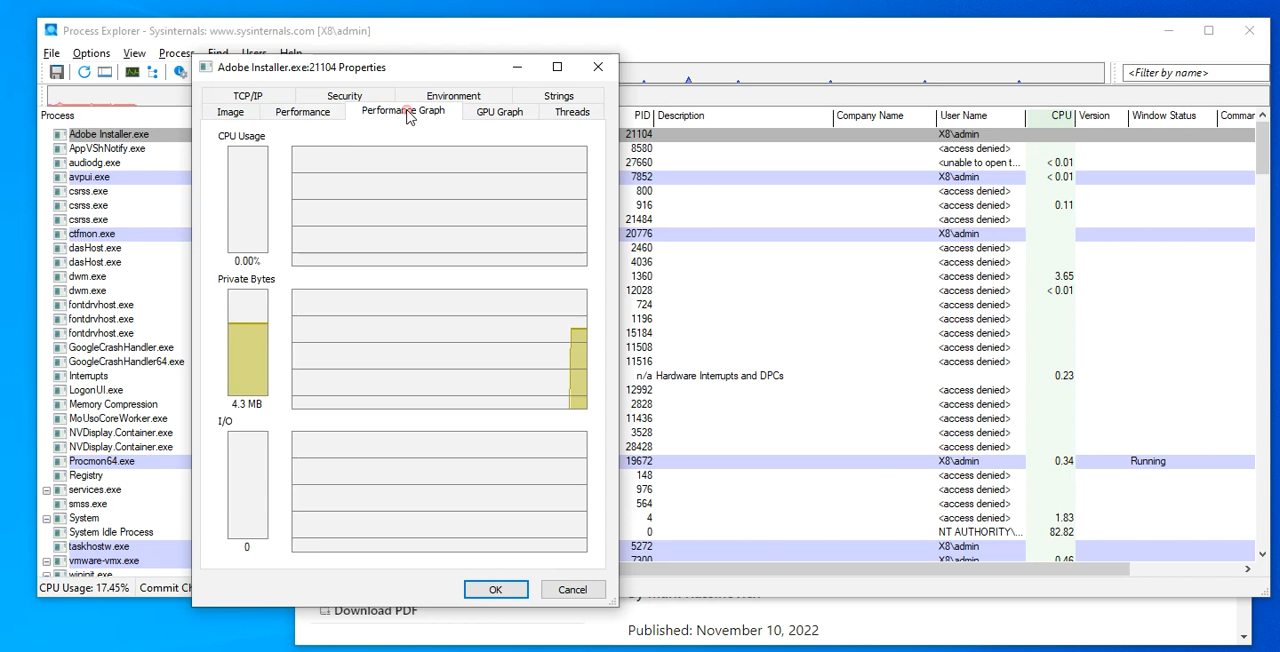 Process Explorer - Sysinternals: www.sysinternals.com [X8\admin]
File Options View Process Find Users Help
<Filter by name>
Adobe Installer.exe:21104 Properties
TCP/IP Security Environment Strings
Image Performance Performance Graph GPU Graph Threads
CPU Usage
0.00%
Private Bytes
4.3 MB
I/O
0
OK Cancel
Process PID Description Company Name User Name CPU Version Window Status Comma
Adobe Installer.exe 21104 X8\admin
AppVShNotify.exe 8580 <access denied>
audiodg.exe 27660 <unable to open t... < 0.01
avpui.exe 7852 X8\admin < 0.01
csrss.exe 800 <access denied>
csrss.exe 916 <access denied> 0.11
csrss.exe 21484 <access denied>
ctfmon.exe 20776 X8\admin
dasHost.exe 2460 <access denied>
dasHost.exe 4036 <access denied>
dwm.exe 1360 <access denied> 3.65
dwm.exe 12028 <access denied> < 0.01
fontdrvhost.exe 724 <access denied>
fontdrvhost.exe 1196 <access denied>
fontdrvhost.exe 15184 <access denied>
GoogleCrashHandler.exe 11508 <access denied>
GoogleCrashHandler64.exe 11516 <access denied>
Interrupts n/a Hardware Interrupts and DPCs 0.23
LogonUI.exe 12992 <access denied>
Memory Compression 2828 <access denied>
MoUsoCoreWorker.exe 11436 <access denied>
NVDisplay.Container.exe 3528 <access denied>
NVDisplay.Container.exe 28428 <access denied>
Procmon64.exe 19672 X8\admin 0.34 Running
Registry 148 <access denied>
services.exe 976 <access denied>
smss.exe 564 <access denied>
System 4 <access denied> 1.83
System Idle Process 0 NT AUTHORITY\... 82.82
taskhostw.exe 5272 X8\admin
vmware-vmx.exe 7300 X8\admin 0.46
wininit.exe
CPU Usage: 17.45% Commit Ch
Download PDF
Published: November 10, 2022